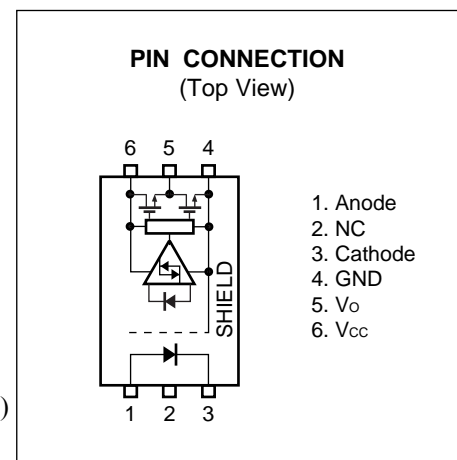 PIN CONNECTION
(Top View)
6 5 4
SHIELD
1 2 3
1. Anode
2. NC
3. Cathode
4. GND
5. Vo
6. Vcc
)